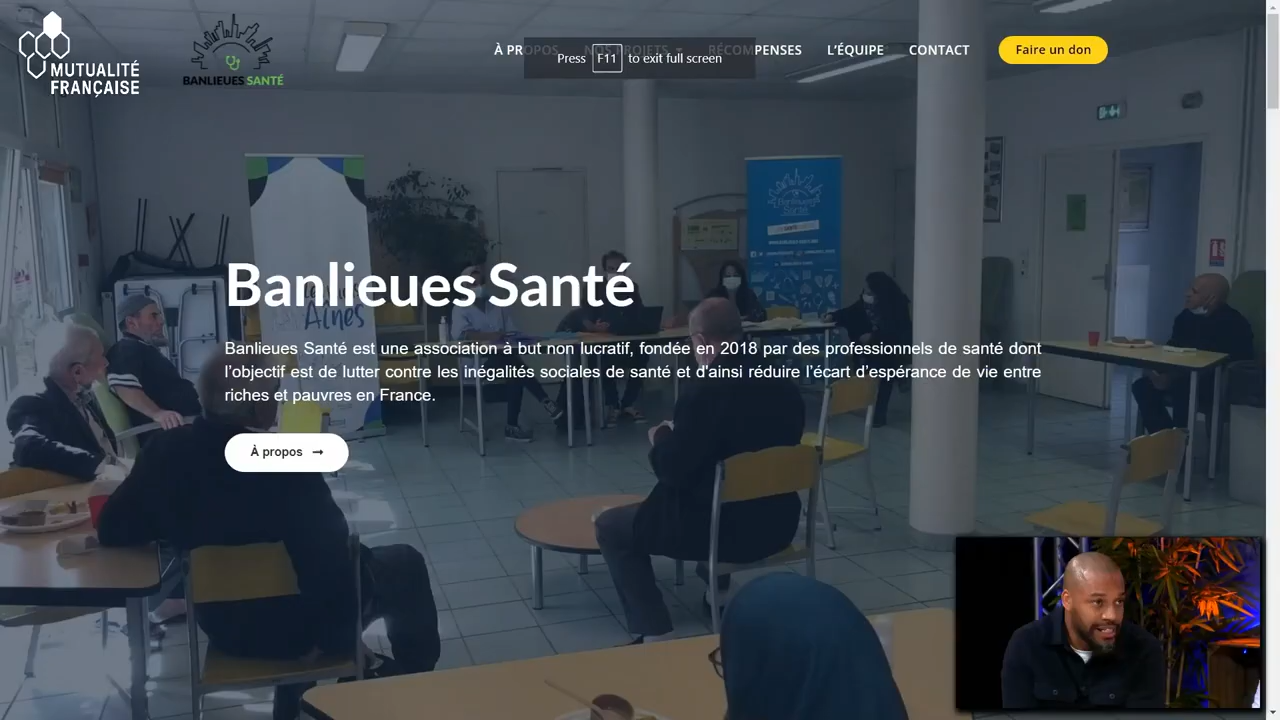 MUTUALITÉ
FRANÇAISE
BANLIEUES SANTÉ
À PROPOS
NOS PROJETS
RÉCOMPENSES
L'ÉQUIPE
CONTACT
Faire un don
Press F11 to exit full screen
Banlieues
Santé
Banlieues Santé
Aînés
Banlieues Santé est une association à but non lucratif, fondée en 2018 par des professionnels de santé dont
l'objectif est de lutter contre les inégalités sociales de santé et d'ainsi réduire l'écart d'espérance de vie entre
riches et pauvres en France.
À propos